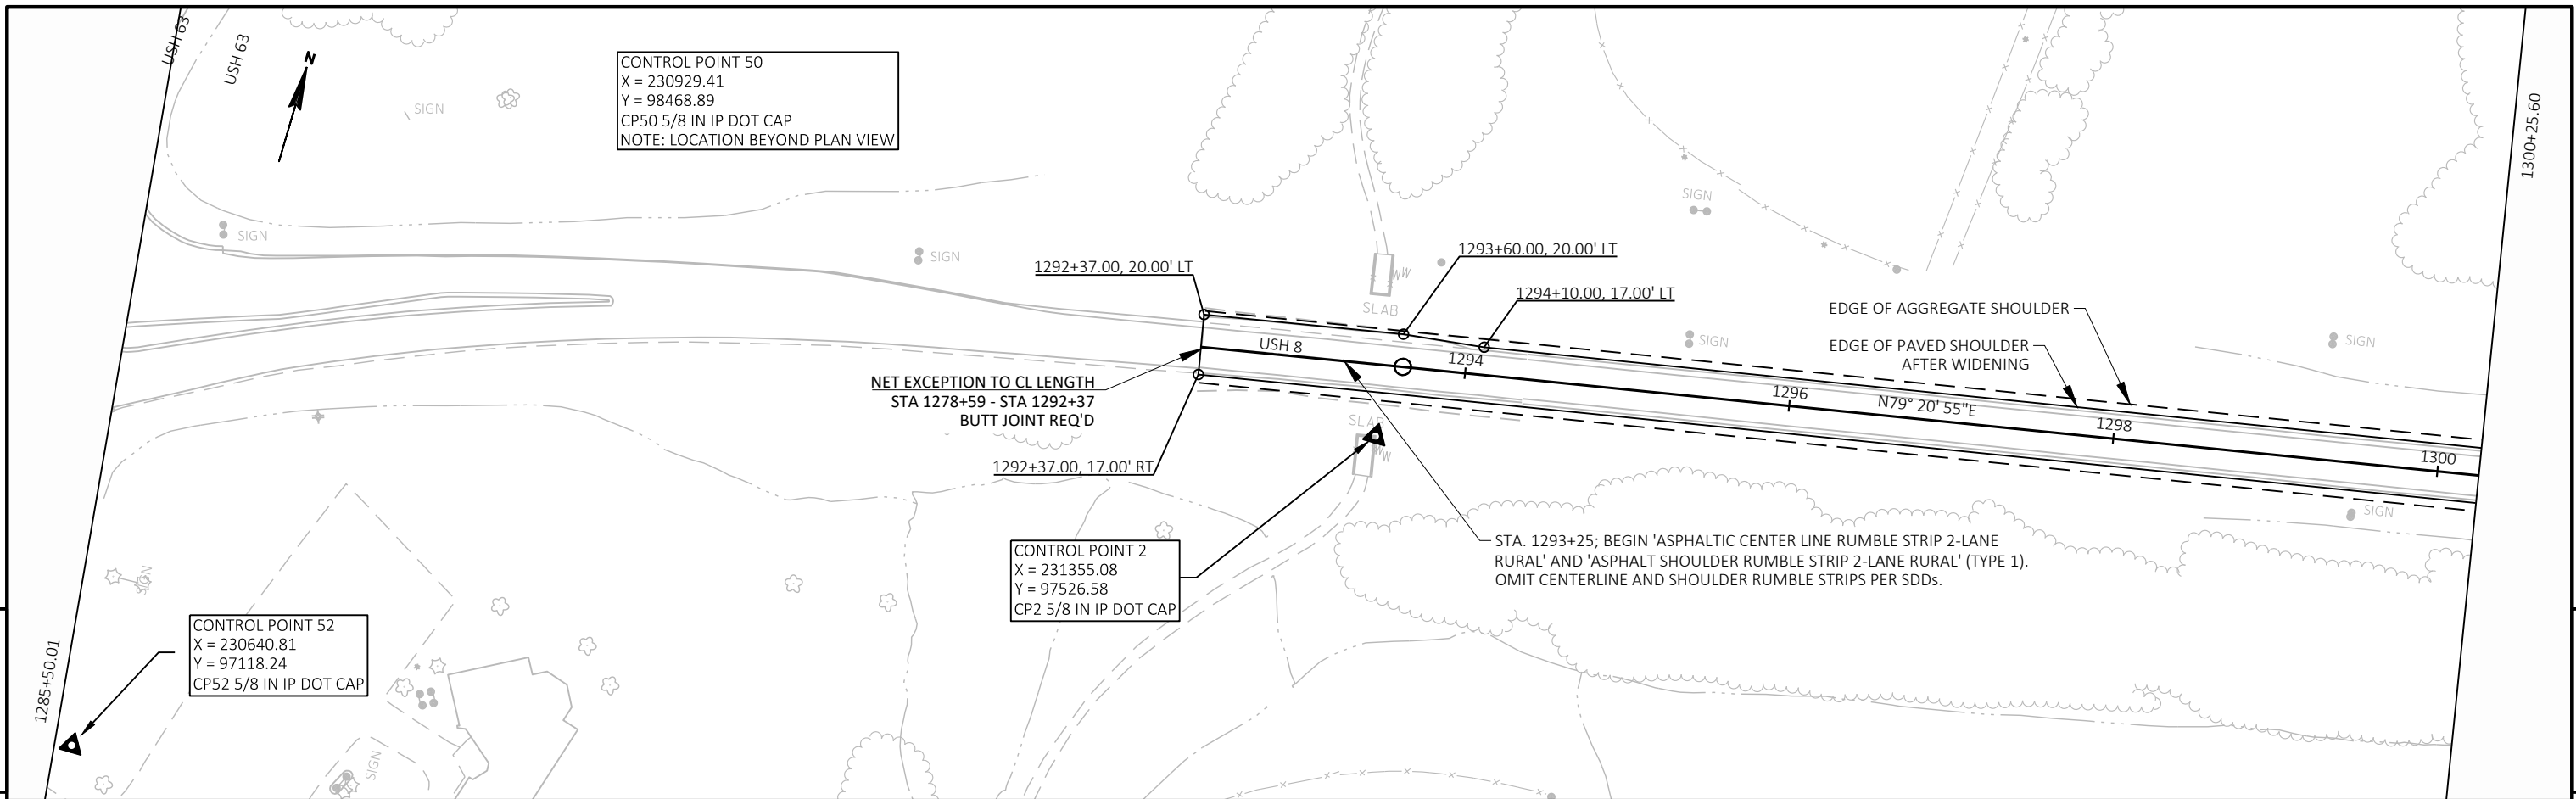 USH 63
USH 63
N
SIGN
CONTROL POINT 50
X = 230929.41
Y = 98468.89
CP50 5/8 IN IP DOT CAP
NOTE: LOCATION BEYOND PLAN VIEW
1300+25.60
SIGN
SIGN
SIGN
1292+37.00, 20.00' LT
1293+60.00, 20.00' LT
WW
SLAB
1294+10.00, 17.00' LT
EDGE OF AGGREGATE SHOULDER
EDGE OF PAVED SHOULDER
AFTER WIDENING
SIGN
SIGN
USH 8
1294
1296
N79° 20' 55"E
1298
1300
NET EXCEPTION TO CL LENGTH
STA 1278+59 - STA 1292+37
BUTT JOINT REQ'D
SLAB
WW
1292+37.00, 17.00' RT
SIGN
STA. 1293+25; BEGIN 'ASPHALTIC CENTER LINE RUMBLE STRIP 2-LANE
RURAL' AND 'ASPHALT SHOULDER RUMBLE STRIP 2-LANE RURAL' (TYPE 1).
OMIT CENTERLINE AND SHOULDER RUMBLE STRIPS PER SDDs.
CONTROL POINT 2
X = 231355.08
Y = 97526.58
CP2 5/8 IN IP DOT CAP
SIGN
CONTROL POINT 52
X = 230640.81
Y = 97118.24
CP52 5/8 IN IP DOT CAP
1285+50.01
SIGN